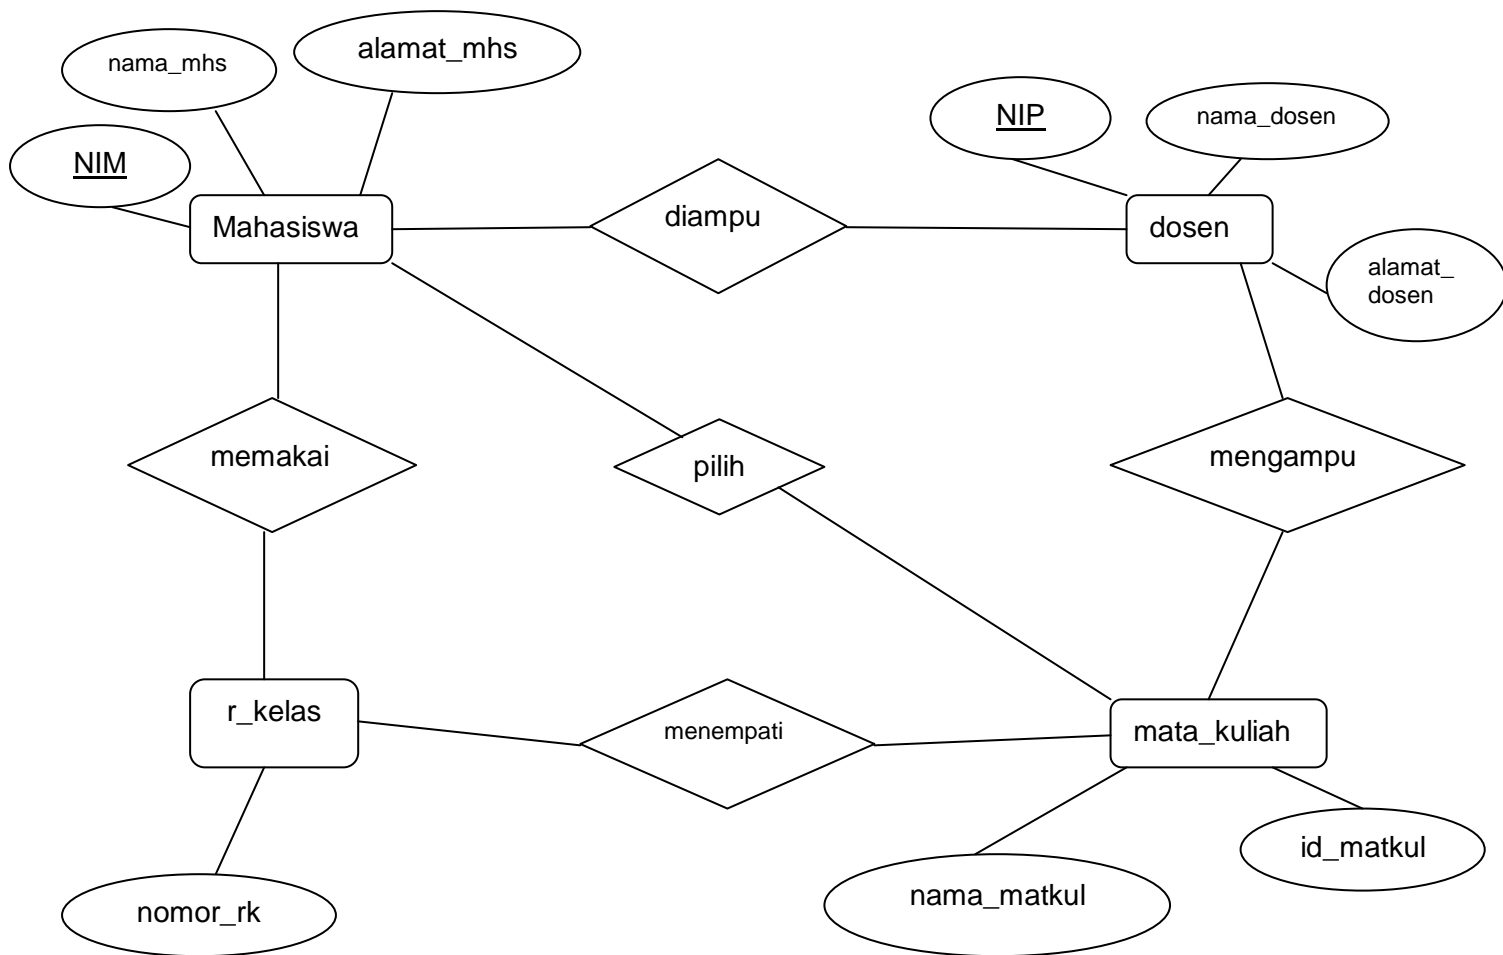 nama_mhs
alamat_mhs
NIM
NIP
nama_dosen
Mahasiswa
diampu
dosen
alamat_
dosen
memakai
pilih
mengampu
r_kelas
menempati
mata_kuliah
nomor_rk
nama_matkul
id_matkul